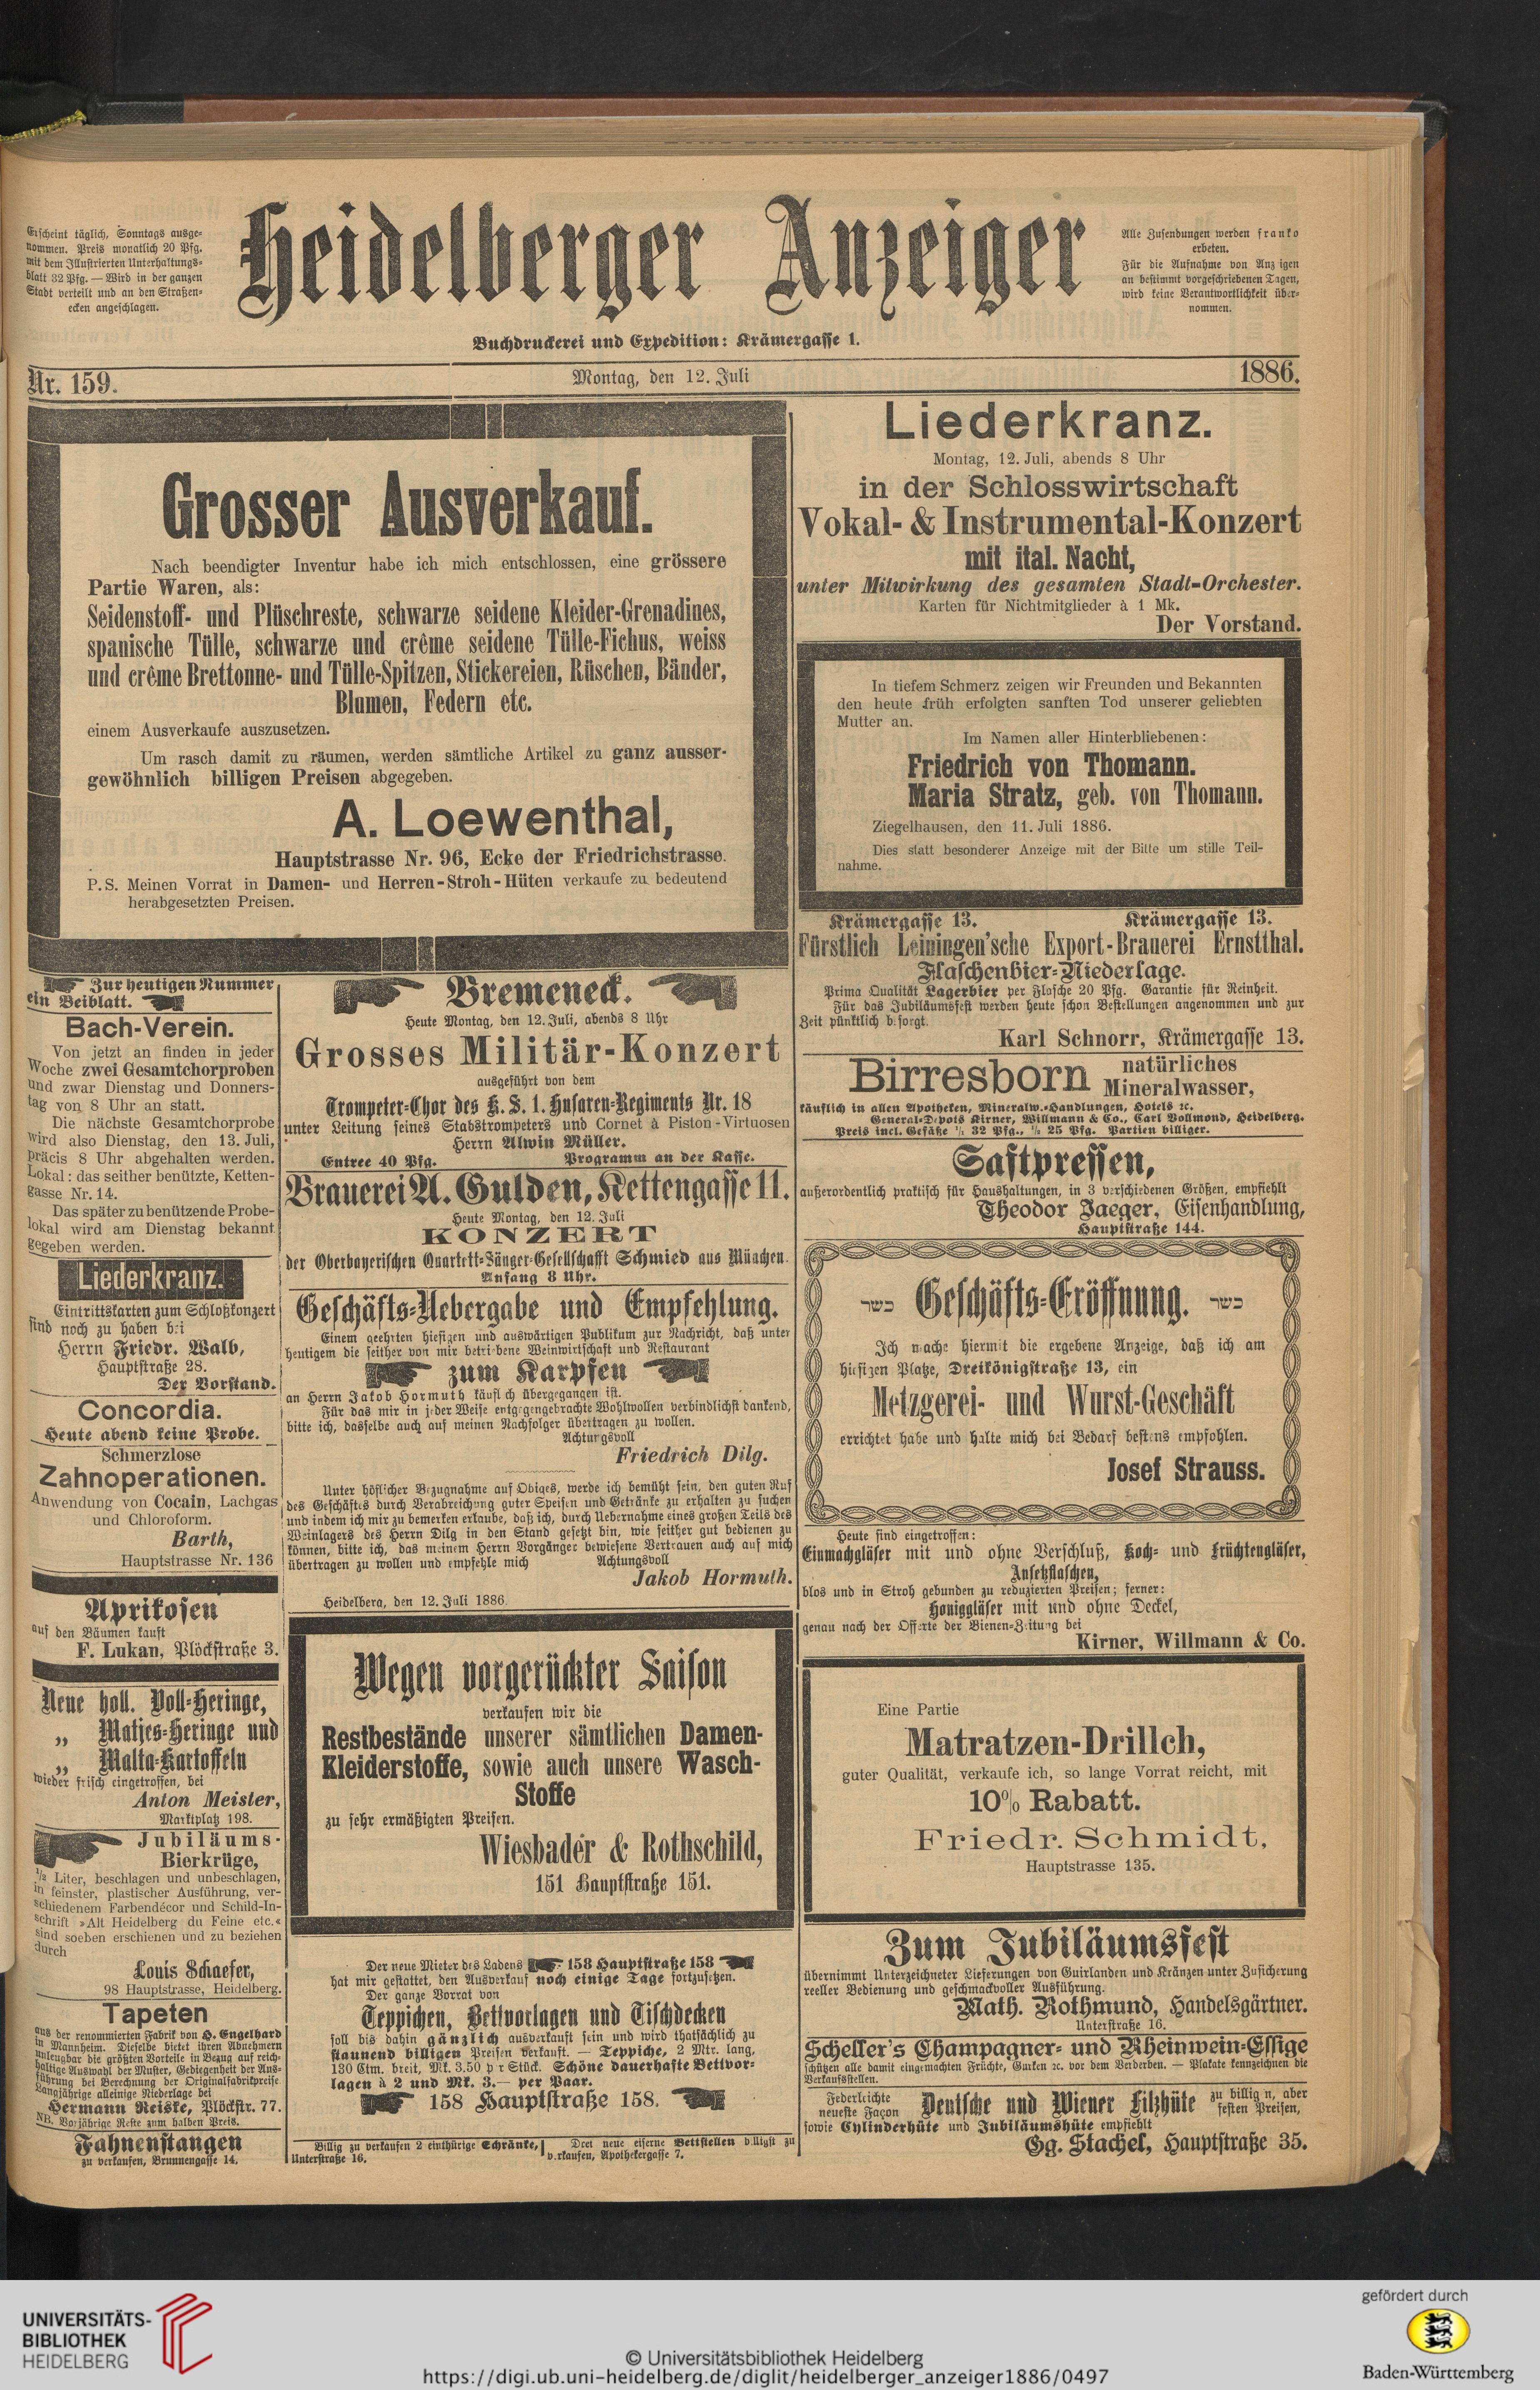 Erscheint täglich, Sonntags ausge-
nommen. Preis monatlich 20 Pfg.
mit dem Illustrierten Unterhaltungs-
blatt 32 Pfg. — Wird in der ganzen
Stadt verteilt und an den Straßen-
ecken angeschlagen.
Heidelberger Anzeiger
Alle Zusendungen werden franko
erbeten.
Für die Aufnahme von Anz igen
an bestimmt vorgeschriebenen Tagen,
wird keine Verantwortlichkeit über-
nommen.
Buchdruckerei und Expedition: Krämergasse 1.
Nr. 159.
Montag, den 12. Juli
1886.
Grosser Ausverkauf.
Nach beendigter Inventur habe ich mich entschlossen, eine grössere
Partie Waren, als:
Seidenstoff- und Plüschreste, schwarze seidene Kleider-Grenadines,
spanische Tülle, schwarze und crême seidene Tülle-Fichus, weiss
und crême Brettonne- und Tülle-Spitzen, Stickereien, Rüschen, Bänder,
Blumen, Federn etc.
einem Ausverkaufe auszusetzen.
Um rasch damit zu räumen, werden sämtliche Artikel zu ganz ausser-
gewöhnlich billigen Preisen abgegeben.
A. Loewenthal,
Hauptstrasse Nr. 96, Ecke der Friedrichstrasse.
P.S. Meinen Vorrat in Damen- und Herren-Stroh-Hüten verkaufe zu bedeutend
herabgesetzten Preisen.
Zur heutigen Nummer
ein Beiblatt.
Bach-Verein.
Von jetzt an finden in jeder
Woche zwei Gesamtchorproben
und zwar Dienstag und Donners-
tag von 8 Uhr an statt.
Die nächste Gesamtchorprobe
wird also Dienstag, den 13. Juli,
präcis 8 Uhr abgehalten werden.
Lokal: das seither benützte, Ketten-
gasse Nr. 14.
Das später zu benützende Probe-
lokal wird am Dienstag bekannt
gegeben werden.
Liederkranz.
Eintrittskarten zum Schloßkonzert
sind noch zu haben bei
Herrn Friedr. Walb,
Hauptstraße 28.
Der Vorstand.
Concordia.
Heute abend keine Probe.
Schmerzlose
Zahnoperationen.
Anwendung von Cocain, Lachgas
und Chloroform.
Barth,
Hauptstrasse Nr. 136
Aprikosen
auf den Bäumen kauft
F. Lukan, Plöckstraße 3.
Neue holl. Voll-Heringe,
„ Matjes-Heringe und
„ Malta-Kartoffeln
wieder frisch eingetroffen, bei
Anton Meister,
Marktplatz 198.
Jubiläums-
Bierkrüge,
1/2 Liter, beschlagen und unbeschlagen,
in feinster, plastischer Ausführung, ver-
schiedenem Farbendécor und Schild-In-
schrift »Alt Heidelberg du Feine etc.«
sind soeben erschienen und zu beziehen
durch
Louis Schaefer,
98 Hauptstrasse, Heidelberg.
Tapeten
aus der renommierten Fabrik von H. Engelhard
in Mannheim. Dieselbe bietet ihren Abnehmern
unleugbar die größten Vorteile in Bezug auf reich-
haltige Auswahl der Muster, Gediegenheit der Aus-
führung bei Berechnung der Originalfabrikpreise
Langjährige alleinige Niederlage bei
Hermann Reiske, Plöckstr. 77.
NB. Vorjährige Reste zum halben Preis.
Fahnenstangen
zu verkaufen, Brunnengasse 14.
Bremeneck.
Heute Montag, den 12. Juli, abends 8 Uhr
Grosses Militär-Konzert
ausgeführt von dem
Trompeter-Chor des K. S. 1. Husaren-Regiments Nr. 18
unter Leitung seines Stabstrompeters und Cornet à Piston-Virtuosen
Herrn Alwin Müller.
Entree 40 Pfg.
Programm an der Kasse.
Brauerei A. Gulden, Kettengasse 11.
Heute Montag, den 12. Juli
KONZERT
der Oberbayerischen Quartett-Sänger-Gesellschafft Schmied aus München.
Anfang 8 Uhr.
Geschäfts-Uebergabe und Empfehlung.
Einem geehrten hiesigen und auswärtigen Publikum zur Nachricht, daß unter
heutigem die seither von mir betriebene Weinwirtschaft und Restaurant
zum Karpfen
an Herrn Jakob Hormuth käufl ch übergegangen ist.
Für das mir in jeder Weise entgegengebrachte Wohlwollen verbindlichst dankend,
bitte ich, dasselbe auch auf meinen Nachfolger übertragen zu wollen.
Achtungsvoll
Friedrich Dilg.
Unter höflicher Bezugnahme auf Obiges, werde ich bemüht sein, den guten Ruf
des Geschäftes durch Verabreichung guter Speisen und Getränke zu erhalten zu suchen
und indem ich mir zu bemerken erlaube, daß ich, durch Uebernahme eines großen Teils des
Weinlagers des Herrn Dilg in den Stand gesetzt bin, wie seither gut bedienen zu
können, bitte ich, das meinem Herrn Vorgänger bewiesene Vertrauen auch auf mich
übertragen zu wollen und empfehle mich
Achtungsvoll
Jakob Hormuth.
Heidelberg, den 12. Juli 1886.
Wegen vorgerückter Saison
verkaufen wir die
Restbestände unserer sämtlichen Damen-
Kleiderstoffe, sowie auch unsere Wasch-
Stoffe
zu sehr ermäßigten Preisen.
Wiesbader & Rothschild,
151 Hauptstraße 151.
Der neue Mieter des Ladens 158 Hauptstraße 158
hat mir gestattet, den Ausverkauf noch einige Tage fortzusetzen.
Der ganze Vorrat von
Teppichen, Bettvorlagen und Tischdecken
soll bis dahin gänzlich ausverkauft sein und wird thatsächlich zu
staunend billigen Preisen verkauft. — Teppiche, 2 Mtr. lang,
130 Ctm. breit, Mk. 3.50 p r Stück. Schöne dauerhafte Bettvor-
lagen à 2 und Mk. 3.— per Paar.
158 Hauptstraße 158.
Billig zu verkaufen 2 einthürige Schränke,
Unterstraße 16.
Drei neue eiserne Bettstellen billigst zu
verkaufen, Apothekergasse 7.
Liederkranz.
Montag, 12. Juli, abends 8 Uhr
in der Schlosswirtschaft
Vokal- & Instrumental-Konzert
mit ital. Nacht,
unter Mitwirkung des gesamten Stadt-Orchester.
Karten für Nichtmitglieder à 1 Mk.
Der Vorstand.
In tiefem Schmerz zeigen wir Freunden und Bekannten
den heute früh erfolgten sanften Tod unserer geliebten
Mutter an.
Im Namen aller Hinterbliebenen:
Friedrich von Thomann.
Maria Stratz, geb. von Thomann.
Ziegelhausen, den 11. Juli 1886.
Dies statt besonderer Anzeige mit der Bitte um stille Teil-
nahme.
Krämergasse 13.
Krämergasse 13.
Fürstlich Leiningen'sche Export-Brauerei Ernstthal.
Flaschenbier-Niederlage.
Prima Qualität Lagerbier per Flasche 20 Pfg. Garantie für Reinheit.
Für das Jubiläumsfest werden heute schon Bestellungen angenommen und zur
Zeit pünktlich besorgt.
Karl Schnorr, Krämergasse 13.
Birresborn natürliches
Mineralwasser,
käuflich in allen Apotheken, Mineralw.-Handlungen, Hotels ꝛc.
General-Depots Kirner, Willmann & Co., Carl Vollmond, Heidelberg.
Preis incl. Gefäße 1/1 32 Pfg., 1/2 25 Pfg. Partien billiger.
Saftpressen,
außerordentlich praktisch für Haushaltungen, in 3 verschiedenen Größen, empfiehlt
Theodor Jaeger, Eisenhandlung,
Hauptstraße 144.
כשר Geschäfts-Eröffnung. כשר
Ich mache hiermit die ergebene Anzeige, daß ich am
hiesigen Platze, Dreikönigstraße 13, ein
Metzgerei- und Wurst-Geschäft
errichtet habe und halte mich bei Bedarf bestens empfohlen.
Josef Strauss.
Heute sind eingetroffen:
Einmachgläser mit und ohne Verschluß, Koch- und Früchtengläser,
Ansetzflaschen,
blos und in Stroh gebunden zu reduzierten Preisen; ferner:
Honiggläser mit und ohne Deckel,
genau nach der Offerte der Bienen-Zeitung bei
Kirner, Willmann & Co.
Eine Partie
Matratzen-Drillch,
guter Qualität, verkaufe ich, so lange Vorrat reicht, mit
10% Rabatt.
Friedr. Schmidt,
Hauptstrasse 135.
Zum Jubiläumsfest
übernimmt Unterzeichneter Lieferungen von Guirlanden und Kränzen unter Zusicherung
reeller Bedienung und geschmackvoller Ausführung.
Math. Rothmund, Handelsgärtner.
Unterstraße 16.
Scheller's Champagner- und Rheinwein-Essige
schützen alle damit eingemachten Früchte, Gurken ꝛc. vor dem Verderben. — Plakate kennzeichnen die
Verkaufsstellen.
Federleichte
neueste Façon
Deutsche und Wiener Filzhüte
zu billig n, aber
festen Preisen,
sowie Cylinderhüte und Jubiläumshüte empfiehlt
Gg. Stachel, Hauptstraße 35.
UNIVERSITÄTS-
BIBLIOTHEK
HEIDELBERG
© Universitätsbibliothek Heidelberg
https://digi.ub.uni-heidelberg.de/diglit/heidelberger_anzeiger1886/0497
gefördert durch
Baden-Württemberg